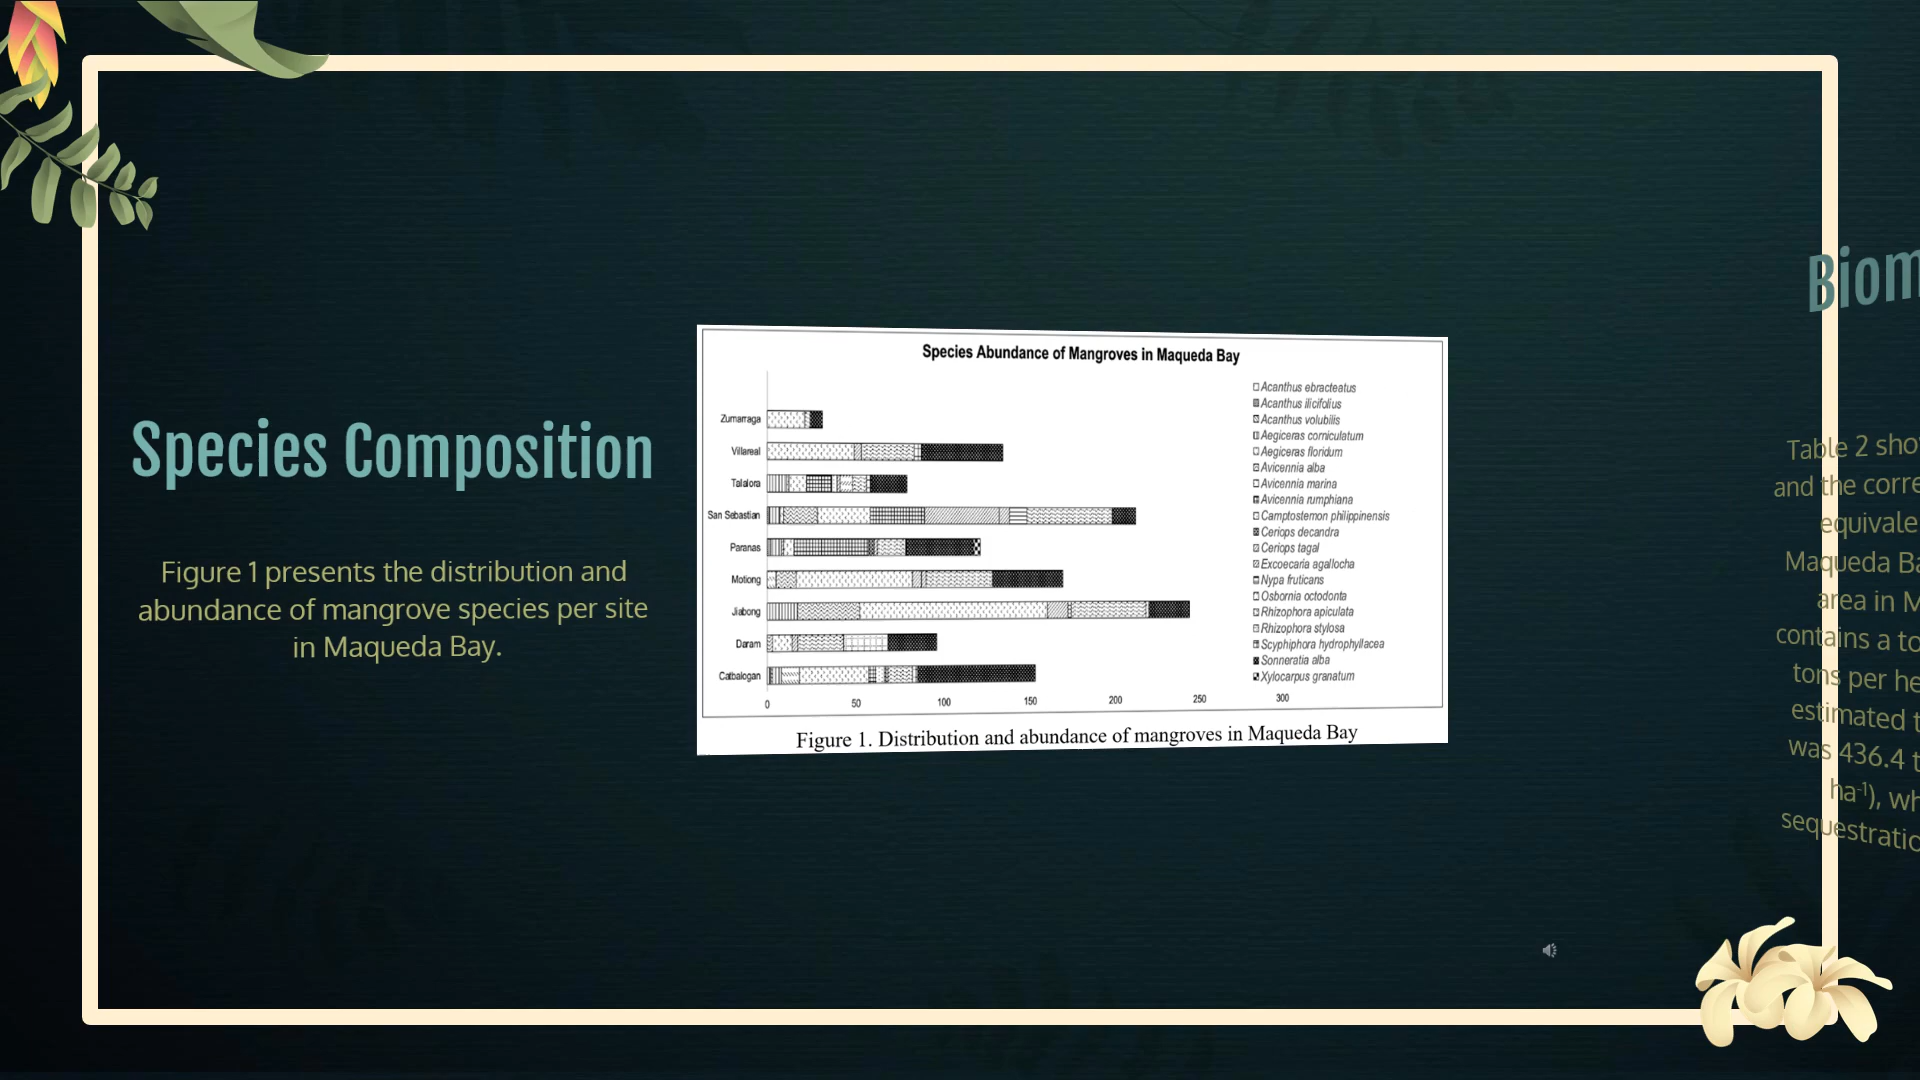 Species Composition
Figure 1 presents the distribution and
abundance of mangrove species per site
in Maqueda Bay.
Species Abundance of Mangroves in Maqueda Bay
Zumarraga
Villareal
Talalora
San Sebastian
Paranas
Motiong
Jiabong
Daram
Catbalogan
0 50 100 150 200 250 300
Acanthus ebracteatus
Acanthus ilicifolius
Acanthus volubilis
Aegiceras corniculatum
Aegiceras floridum
Avicennia alba
Avicennia marina
Avicennia rumphiana
Camptostemon philippinensis
Ceriops decandra
Ceriops tagal
Excoecaria agallocha
Nypa fruticans
Osbornia octodonta
Rhizophora apiculata
Rhizophora stylosa
Scyphiphora hydrophyllacea
Sonneratia alba
Xylocarpus granatum
Figure 1. Distribution and abundance of mangroves in Maqueda Bay
Biom
Table 2 sho
and the corre
equivale
Maqueda Ba
area in M
contains a to
tons per he
estimated t
was 436.4 t
ha⁻¹), wh
sequestratio